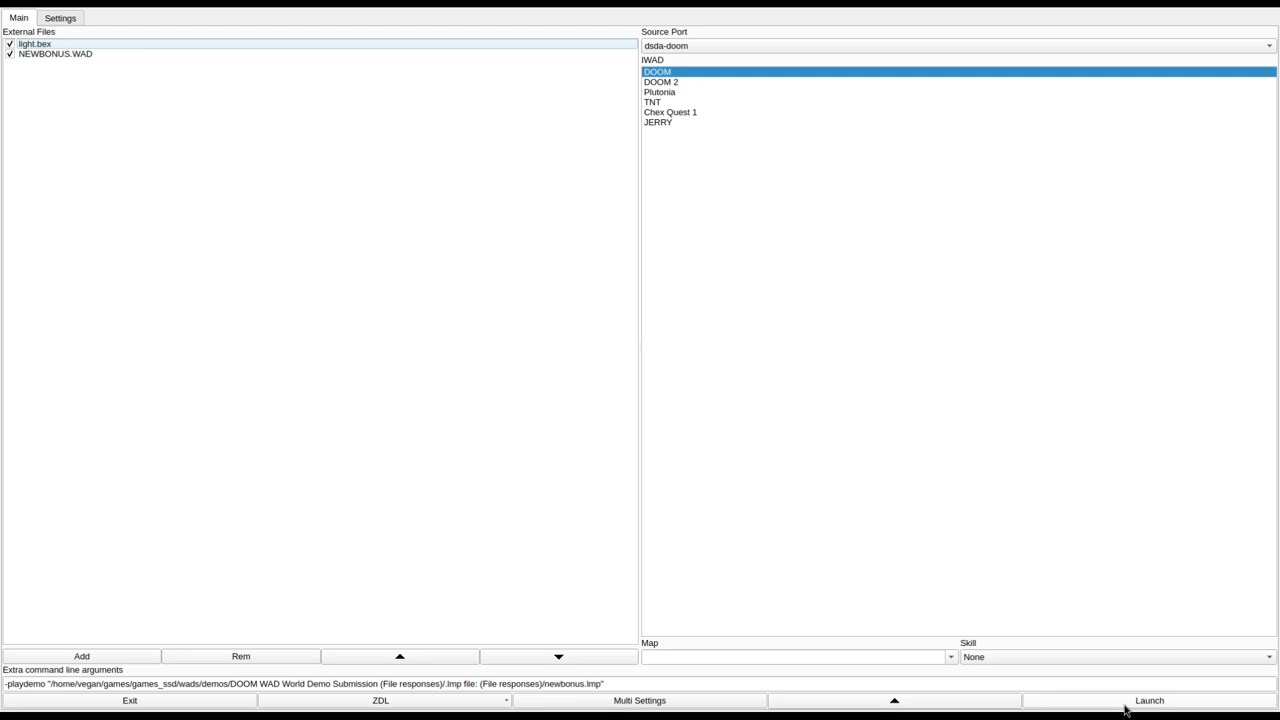 Main
Settings
External Files
light.bex
NEWBONUS.WAD
Source Port
dsda-doom
IWAD
DOOM
DOOM 2
Plutonia
TNT
Chex Quest 1
JERRY
Map
Skill
None
Add
Rem
Extra command line arguments
-playdemo "/home/vegan/games/games_ssd/wads/demos/DOOM WAD World Demo Submission (File responses)/.lmp file: (File responses)/newbonus.lmp"
Exit
ZDL
Multi Settings
Launch